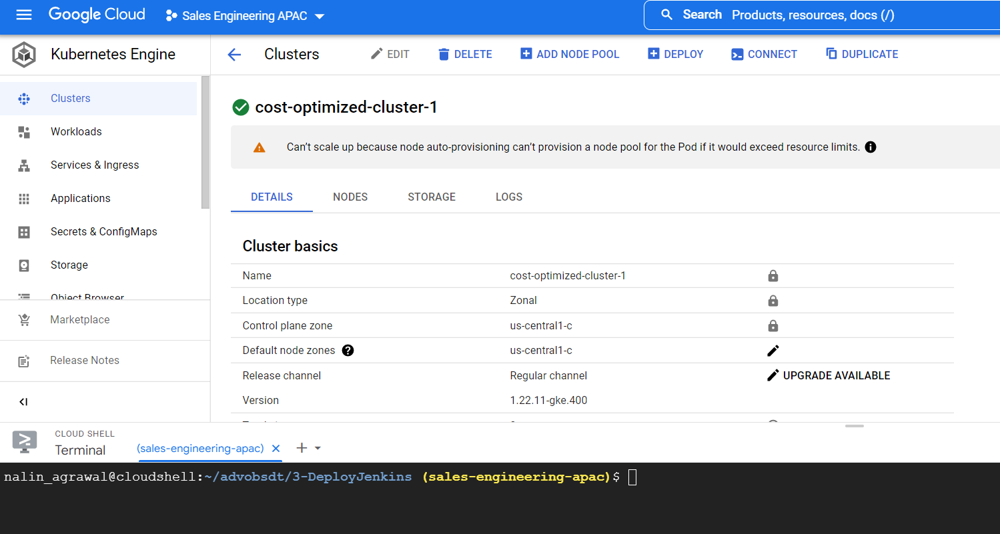 Google Cloud
Sales Engineering APAC
Search Products, resources, docs (/)
Kubernetes Engine
Clusters
EDIT
DELETE
ADD NODE POOL
DEPLOY
CONNECT
DUPLICATE
Clusters
Workloads
Services & Ingress
Applications
Secrets & ConfigMaps
Storage
Object Browser
Marketplace
Release Notes
cost-optimized-cluster-1
Can't scale up because node auto-provisioning can't provision a node pool for the Pod if it would exceed resource limits.
DETAILS
NODES
STORAGE
LOGS
Cluster basics
Name cost-optimized-cluster-1
Location type Zonal
Control plane zone us-central1-c
Default node zones us-central1-c
Release channel Regular channel UPGRADE AVAILABLE
Version 1.22.11-gke.400
CLOUD SHELL
Terminal
(sales-engineering-apac)
nalin_agrawal@cloudshell:~/advobsdt/3-DeployJenkins (sales-engineering-apac)$